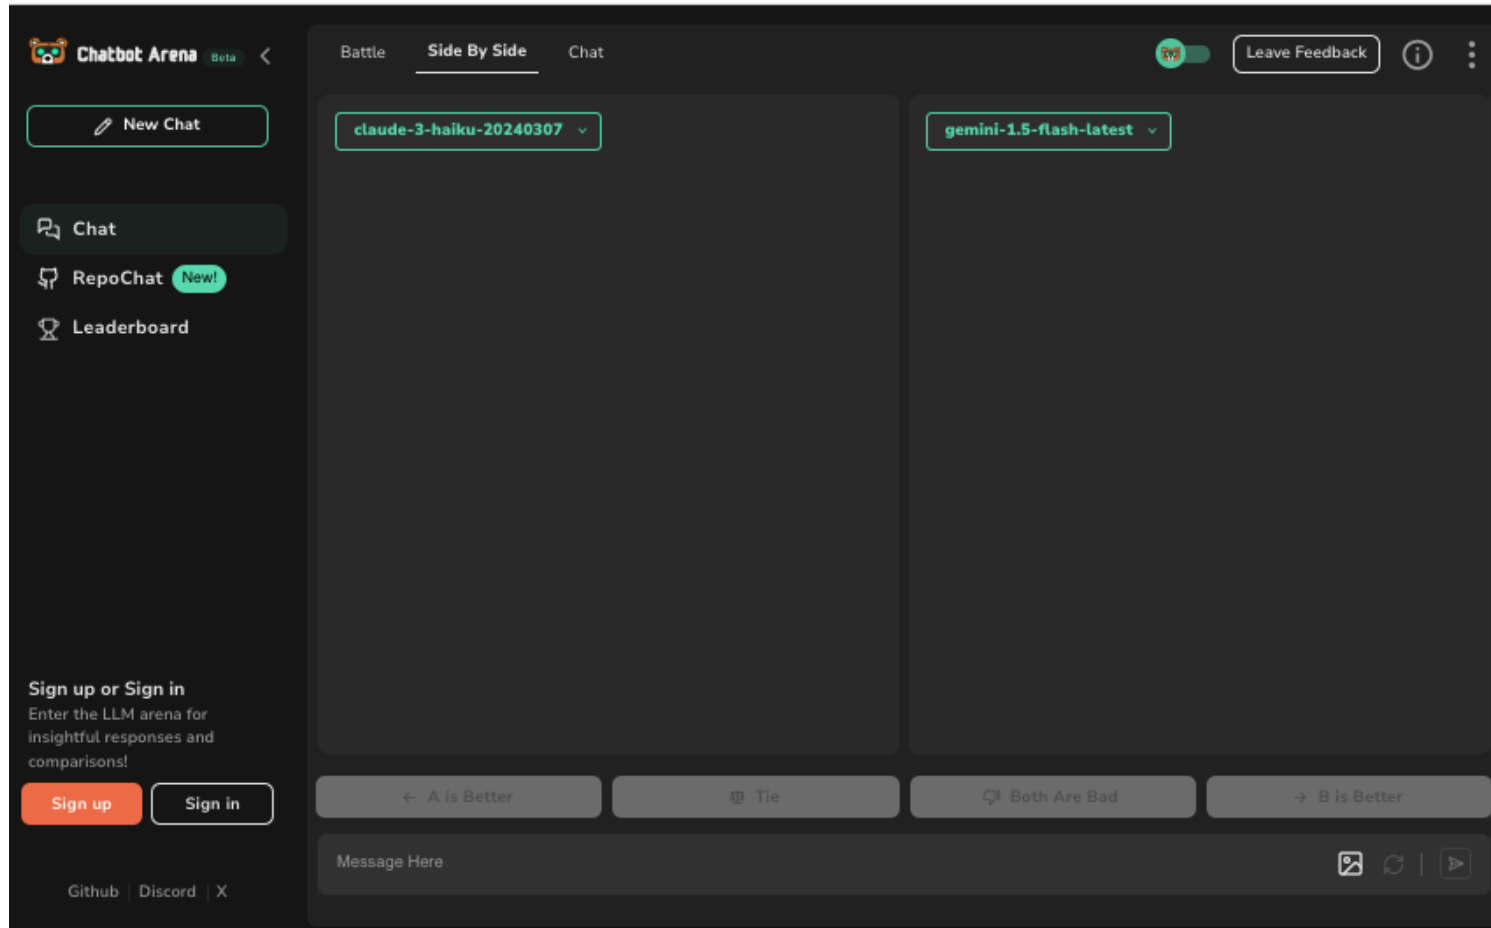 Chatbot Arena Beta
New Chat
Chat
RepoChat New!
Leaderboard
Sign up or Sign in
Enter the LLM arena for
insightful responses and
comparisons!
Sign up Sign in
Github | Discord | X
Battle Side By Side Chat
Leave Feedback
claude-3-haiku-20240307
gemini-1.5-flash-latest
← A is Better
Tie
Both Are Bad
→ B is Better
Message Here